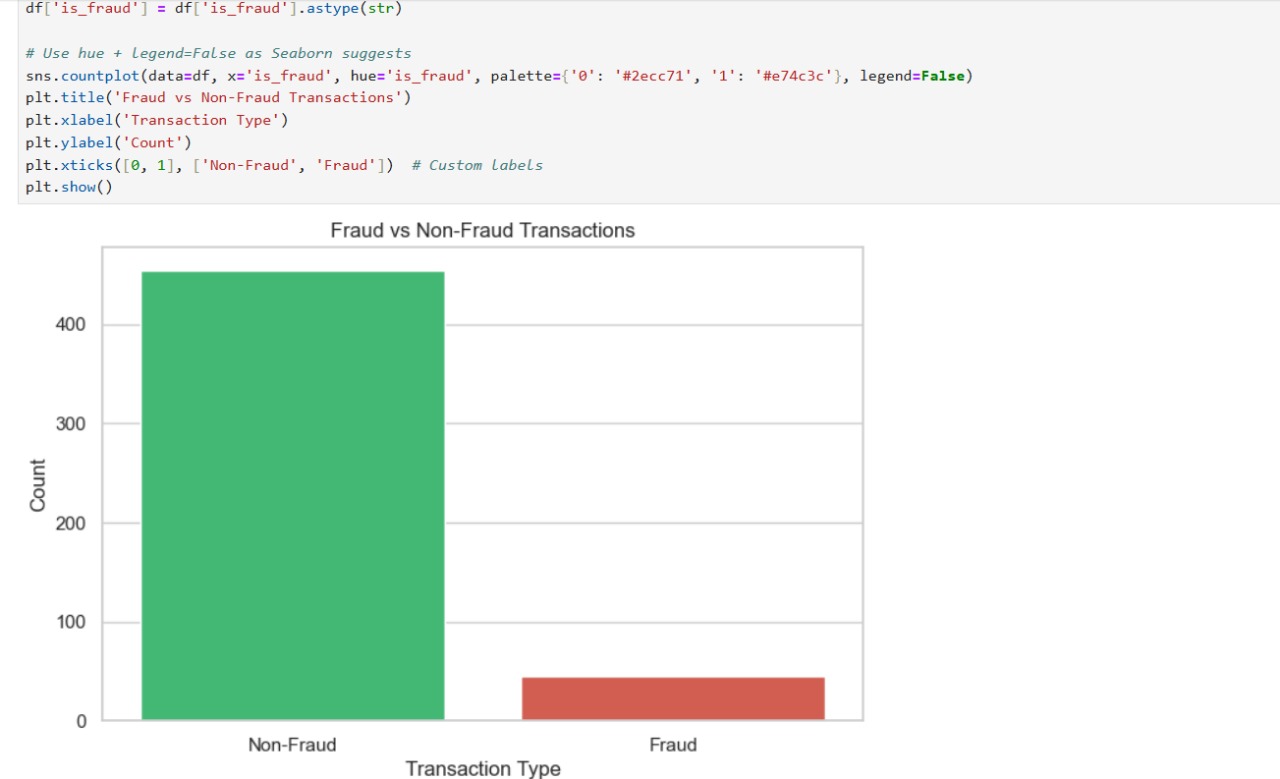 df['is_fraud'] = df['is_fraud'].astype(str)
# Use hue + legend=False as Seaborn suggests
sns.countplot(data=df, x='is_fraud', hue='is_fraud', palette={'0': '#2ecc71', '1': '#e74c3c'}, legend=False)
plt.title('Fraud vs Non-Fraud Transactions')
plt.xlabel('Transaction Type')
plt.ylabel('Count')
plt.xticks([0, 1], ['Non-Fraud', 'Fraud'])  # Custom labels
plt.show()
Fraud vs Non-Fraud Transactions
400
300
200
100
0
Count
Non-Fraud Fraud
Transaction Type